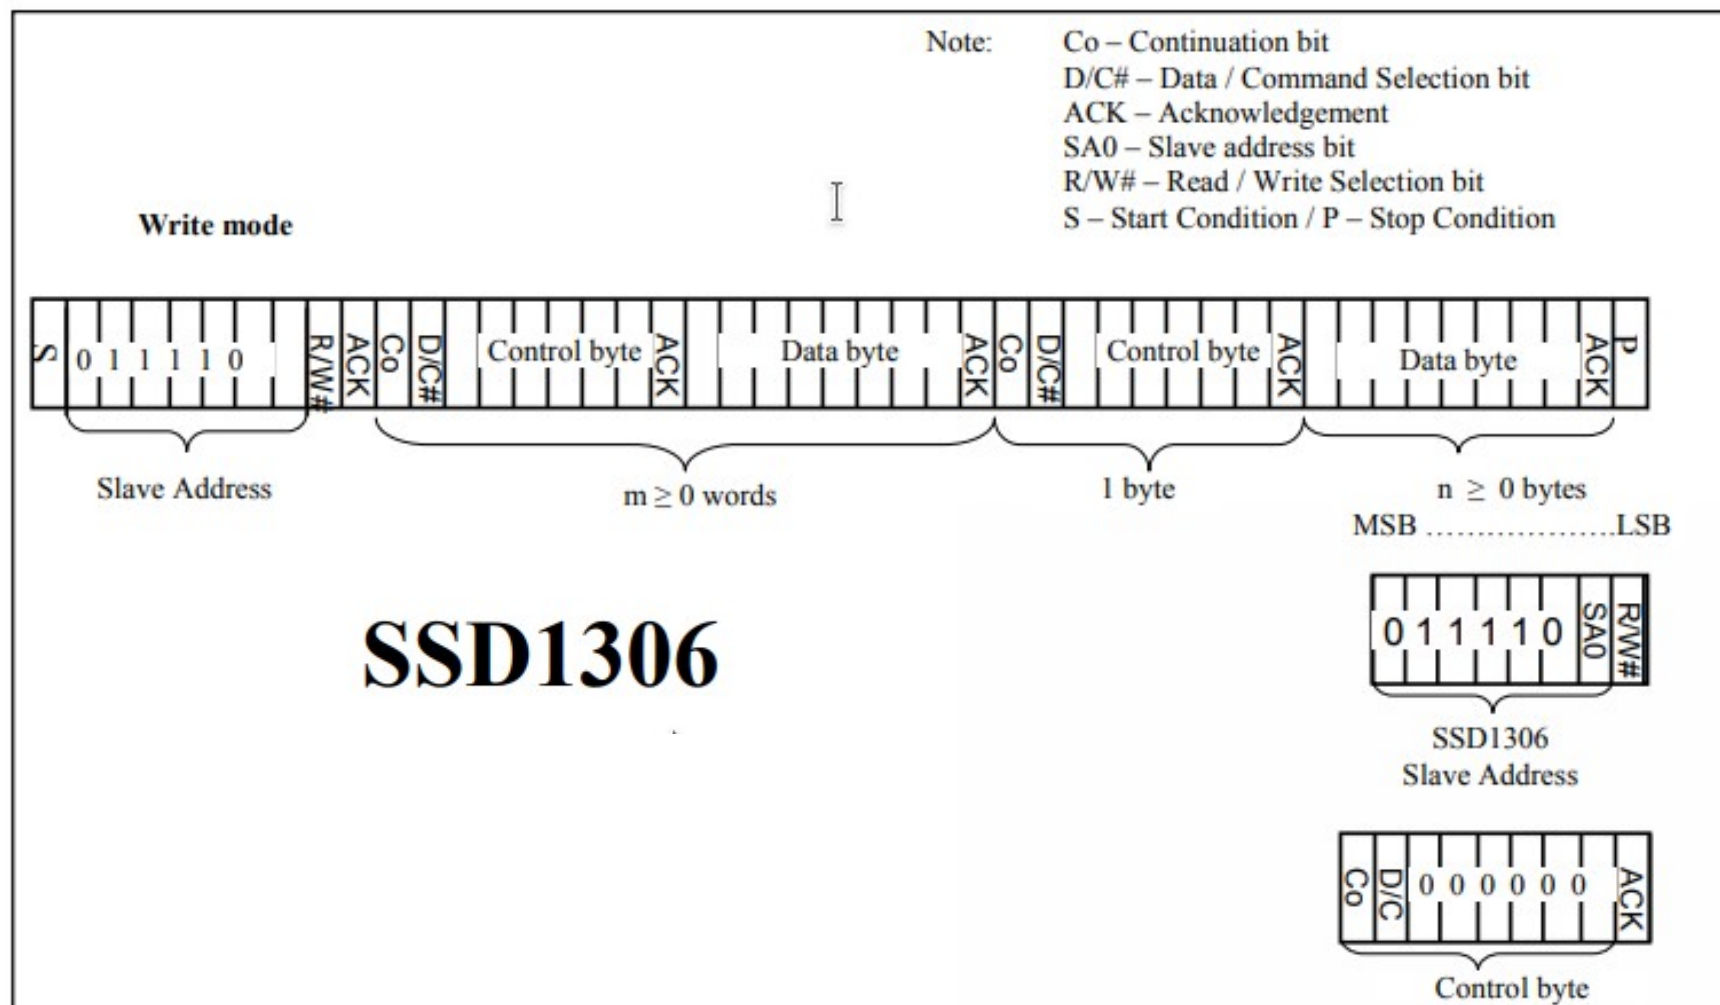 Note: Co – Continuation bit
D/C# – Data / Command Selection bit
ACK – Acknowledgement
SA0 – Slave address bit
R/W# – Read / Write Selection bit
S – Start Condition / P – Stop Condition
Write mode
S 0 1 1 1 1 0 R/W# ACK Co D/C# Control byte ACK Data byte ACK Co D/C# Control byte ACK Data byte ACK P
Slave Address m ≥ 0 words 1 byte n ≥ 0 bytes
MSB ……………….LSB
0 1 1 1 1 0 SA0 R/W#
SSD1306
SSD1306
Slave Address
Co D/C 0 0 0 0 0 0 ACK
Control byte